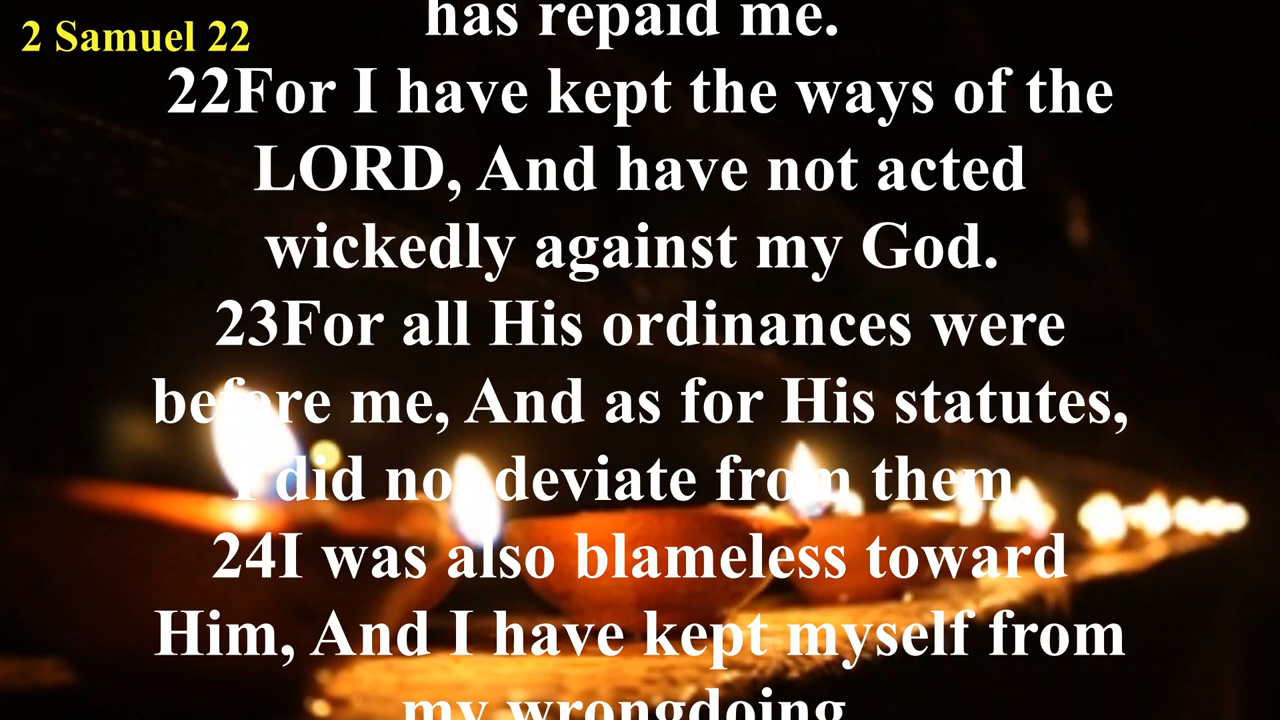 2 Samuel 22
has repaid me.
22For I have kept the ways of the
LORD, And have not acted
wickedly against my God.
23For all His ordinances were
before me, And as for His statutes,
I did not deviate from them.
24I was also blameless toward
Him, And I have kept myself from
my wrongdoing.